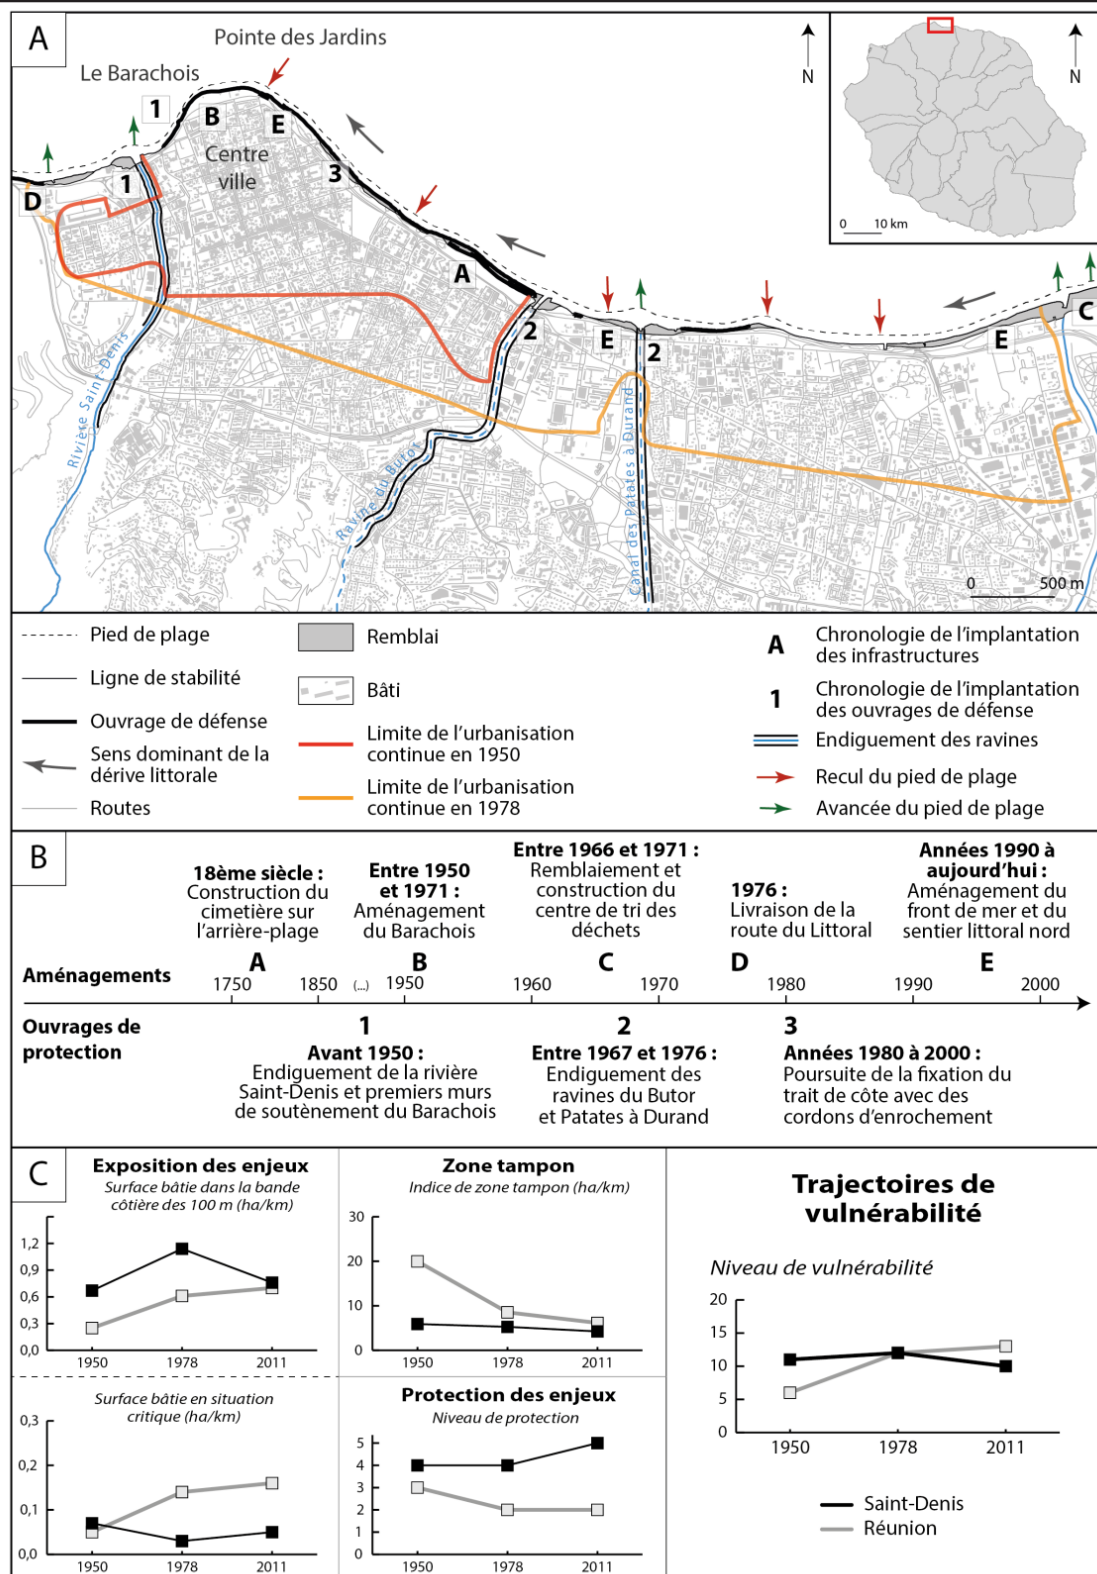 A
Pointe des Jardins
Le Barachois
1
B
E
Centre
ville
3
1
D
A
2
E
2
E
C
N
N
0 10 km
Rivière Saint-Denis
Ravine du Butor
Canal des Patates à Durand
0 500 m
Pied de plage
Ligne de stabilité
Ouvrage de défense
Sens dominant de la
dérive littorale
Routes
Remblai
Bâti
Limite de l'urbanisation
continue en 1950
Limite de l'urbanisation
continue en 1978
A
Chronologie de l'implantation
des infrastructures
1
Chronologie de l'implantation
des ouvrages de défense
Endiguement des ravines
Recul du pied de plage
Avancée du pied de plage
B
18ème siècle :
Construction du
cimetière sur
l'arrière-plage
Entre 1950
et 1971 :
Aménagement
du Barachois
Entre 1966 et 1971 :
Remblaiement et
construction du
centre de tri des
déchets
1976 :
Livraison de la
route du Littoral
Années 1990 à
aujourd'hui :
Aménagement du
front de mer et du
sentier littoral nord
Aménagements
A B C D E
1750 1850 (...) 1950 1960 1970 1980 1990 2000
Ouvrages de
protection
1 2 3
Avant 1950 :
Endiguement de la rivière
Saint-Denis et premiers murs
de soutènement du Barachois
Entre 1967 et 1976 :
Endiguement des
ravines du Butor
et Patates à Durand
Années 1980 à 2000 :
Poursuite de la fixation du
trait de côte avec des
cordons d'enrochement
C
Exposition des enjeux
Surface bâtie dans la bande
côtière des 100 m (ha/km)
1,2
0,9
0,6
0,3
0,0
1950 1978 2011
Zone tampon
Indice de zone tampon (ha/km)
30
20
10
0
1950 1978 2011
Surface bâtie en situation
critique (ha/km)
0,3
0,2
0,1
0,0
1950 1978 2011
Protection des enjeux
Niveau de protection
5
4
3
2
1
0
1950 1978 2011
Trajectoires de
vulnérabilité
Niveau de vulnérabilité
20
15
10
5
0
1950 1978 2011
Saint-Denis
Réunion